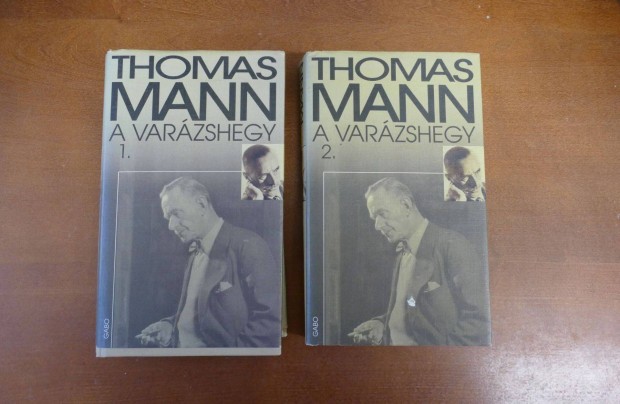 THOMAS
MANN
A VARÁZSHEGY
1.
GABO
THOMAS
MANN
A VARÁZSHEGY
2.
GABO